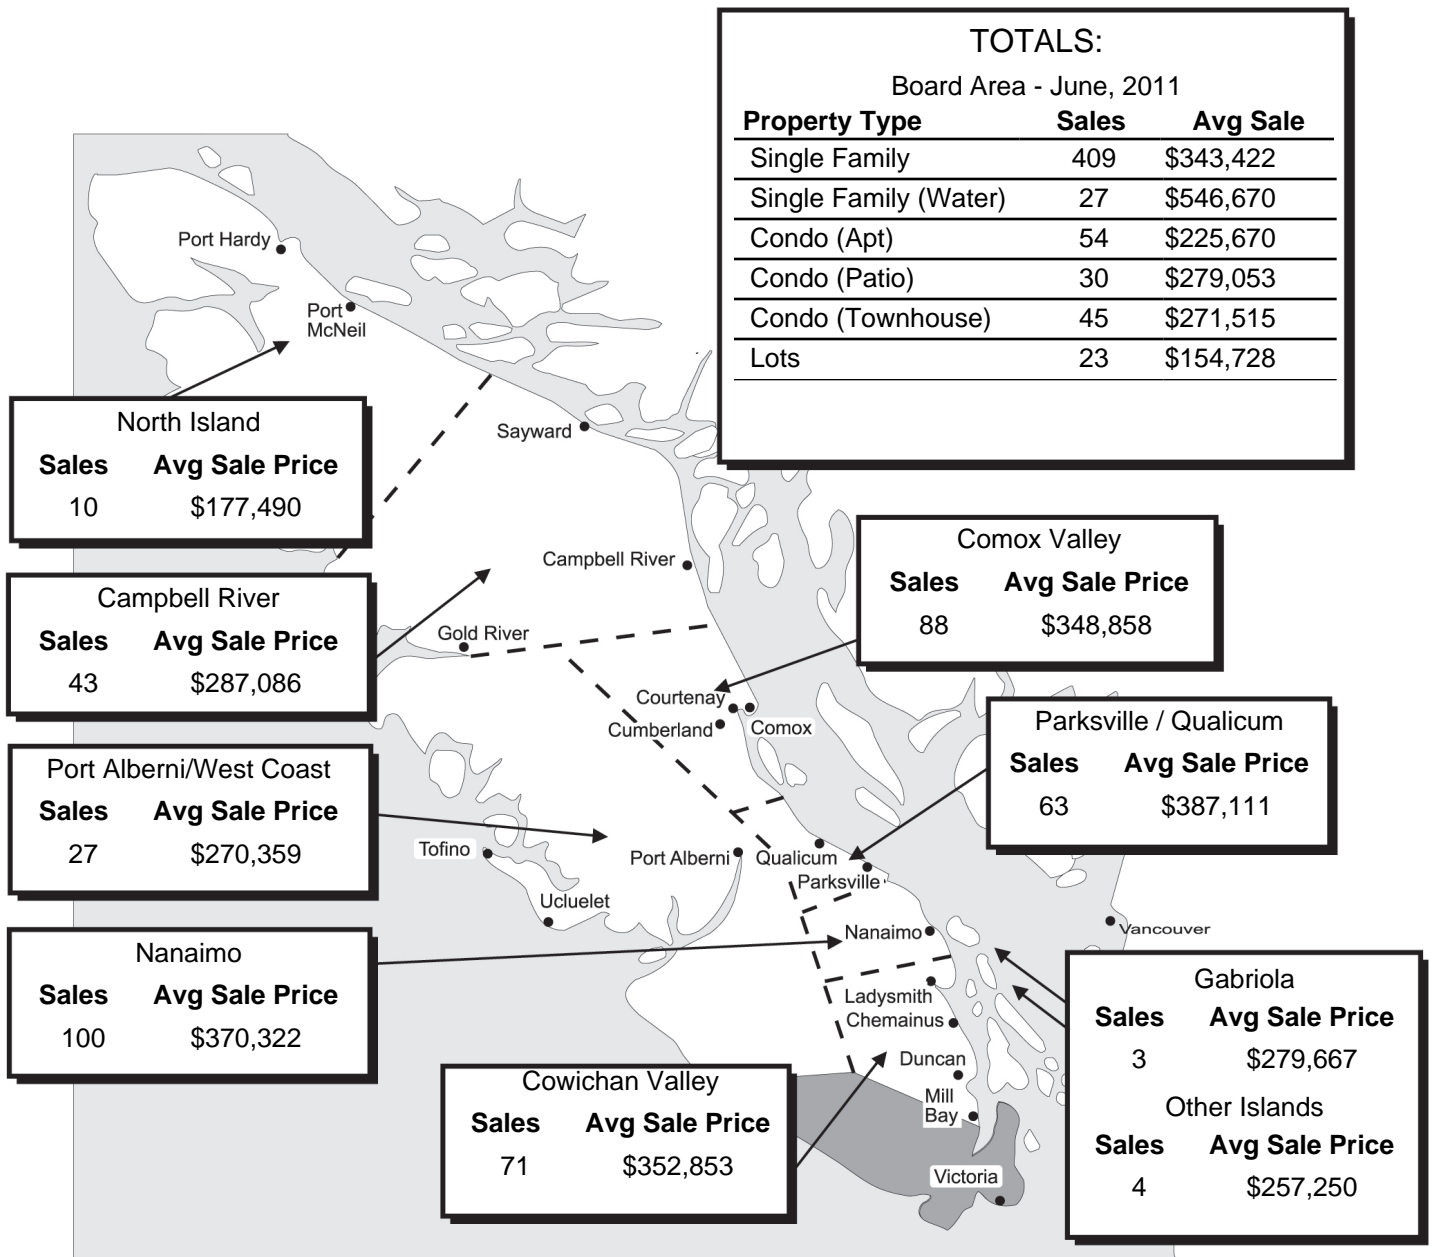 TOTALS:
Board Area - June, 2011
Property Type Sales Avg Sale
Single Family 409 $343,422
Single Family (Water) 27 $546,670
Condo (Apt) 54 $225,670
Condo (Patio) 30 $279,053
Condo (Townhouse) 45 $271,515
Lots 23 $154,728
Port Hardy
Port
McNeil
North Island
Sales Avg Sale Price
10 $177,490
Sayward
Campbell River
Comox Valley
Sales Avg Sale Price
88 $348,858
Campbell River
Sales Avg Sale Price
43 $287,086
Gold River
Courtenay
Cumberland
Comox
Parksville / Qualicum
Sales Avg Sale Price
63 $387,111
Port Alberni/West Coast
Sales Avg Sale Price
27 $270,359
Tofino
Port Alberni
Qualicum
Parksville
Ucluelet
Nanaimo
Vancouver
Nanaimo
Sales Avg Sale Price
100 $370,322
Ladysmith
Chemainus
Duncan
Mill
Bay
Gabriola
Sales Avg Sale Price
3 $279,667
Other Islands
Sales Avg Sale Price
4 $257,250
Cowichan Valley
Sales Avg Sale Price
71 $352,853
Victoria